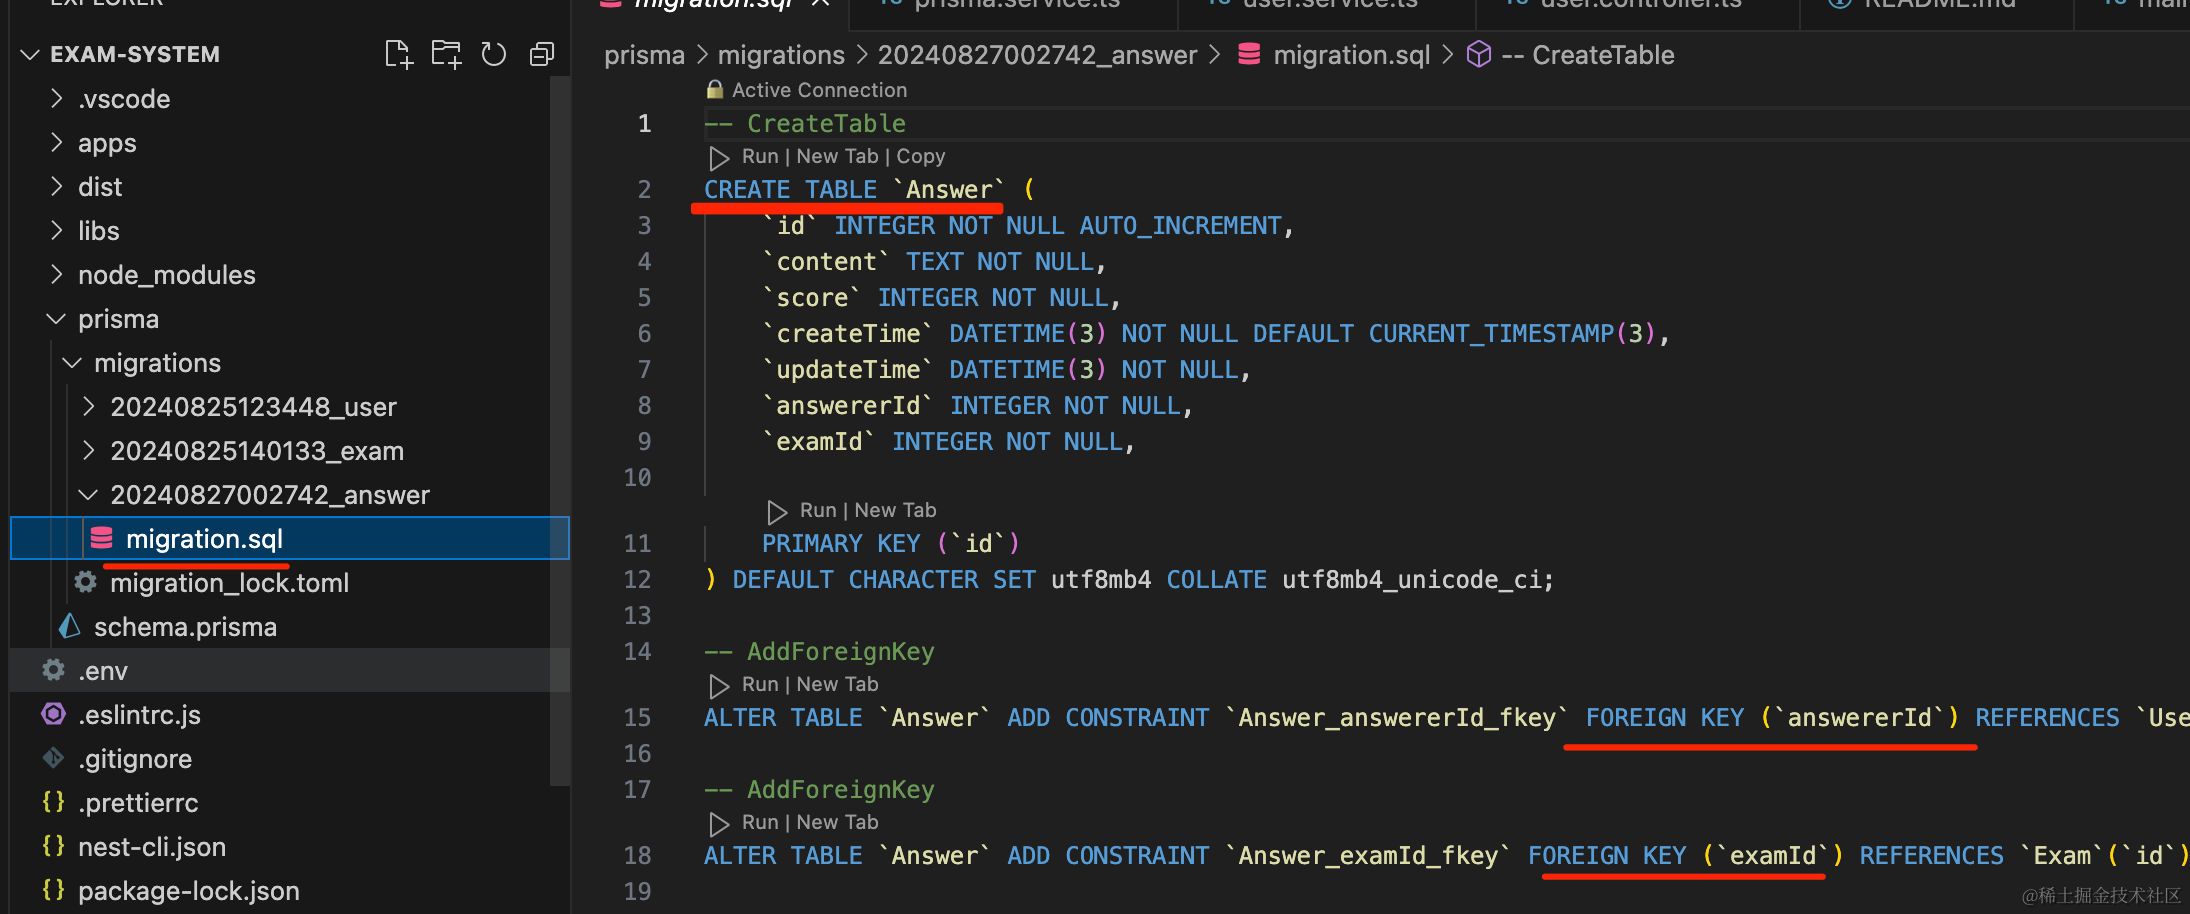 EXPLORER
EXAM-SYSTEM
.vscode
apps
dist
libs
node_modules
prisma
migrations
20240825123448_user
20240825140133_exam
20240827002742_answer
migration.sql
migration_lock.toml
schema.prisma
.env
.eslintrc.js
.gitignore
.prettierrc
nest-cli.json
package-lock.json
migration.sql prisma.service.ts user.service.ts user.controller.ts README.md
prisma > migrations > 20240827002742_answer > migration.sql > -- CreateTable
Active Connection
1 -- CreateTable
Run | New Tab | Copy
2 CREATE TABLE `Answer` (
3 `id` INTEGER NOT NULL AUTO_INCREMENT,
4 `content` TEXT NOT NULL,
5 `score` INTEGER NOT NULL,
6 `createTime` DATETIME(3) NOT NULL DEFAULT CURRENT_TIMESTAMP(3),
7 `updateTime` DATETIME(3) NOT NULL,
8 `answererId` INTEGER NOT NULL,
9 `examId` INTEGER NOT NULL,
10
Run | New Tab
11 PRIMARY KEY (`id`)
12 ) DEFAULT CHARACTER SET utf8mb4 COLLATE utf8mb4_unicode_ci;
13
14 -- AddForeignKey
Run | New Tab
15 ALTER TABLE `Answer` ADD CONSTRAINT `Answer_answererId_fkey` FOREIGN KEY (`answererId`) REFERENCES `Use
16
17 -- AddForeignKey
Run | New Tab
18 ALTER TABLE `Answer` ADD CONSTRAINT `Answer_examId_fkey` FOREIGN KEY (`examId`) REFERENCES `Exam`(`id`)
19
@稀土掘金技术社区